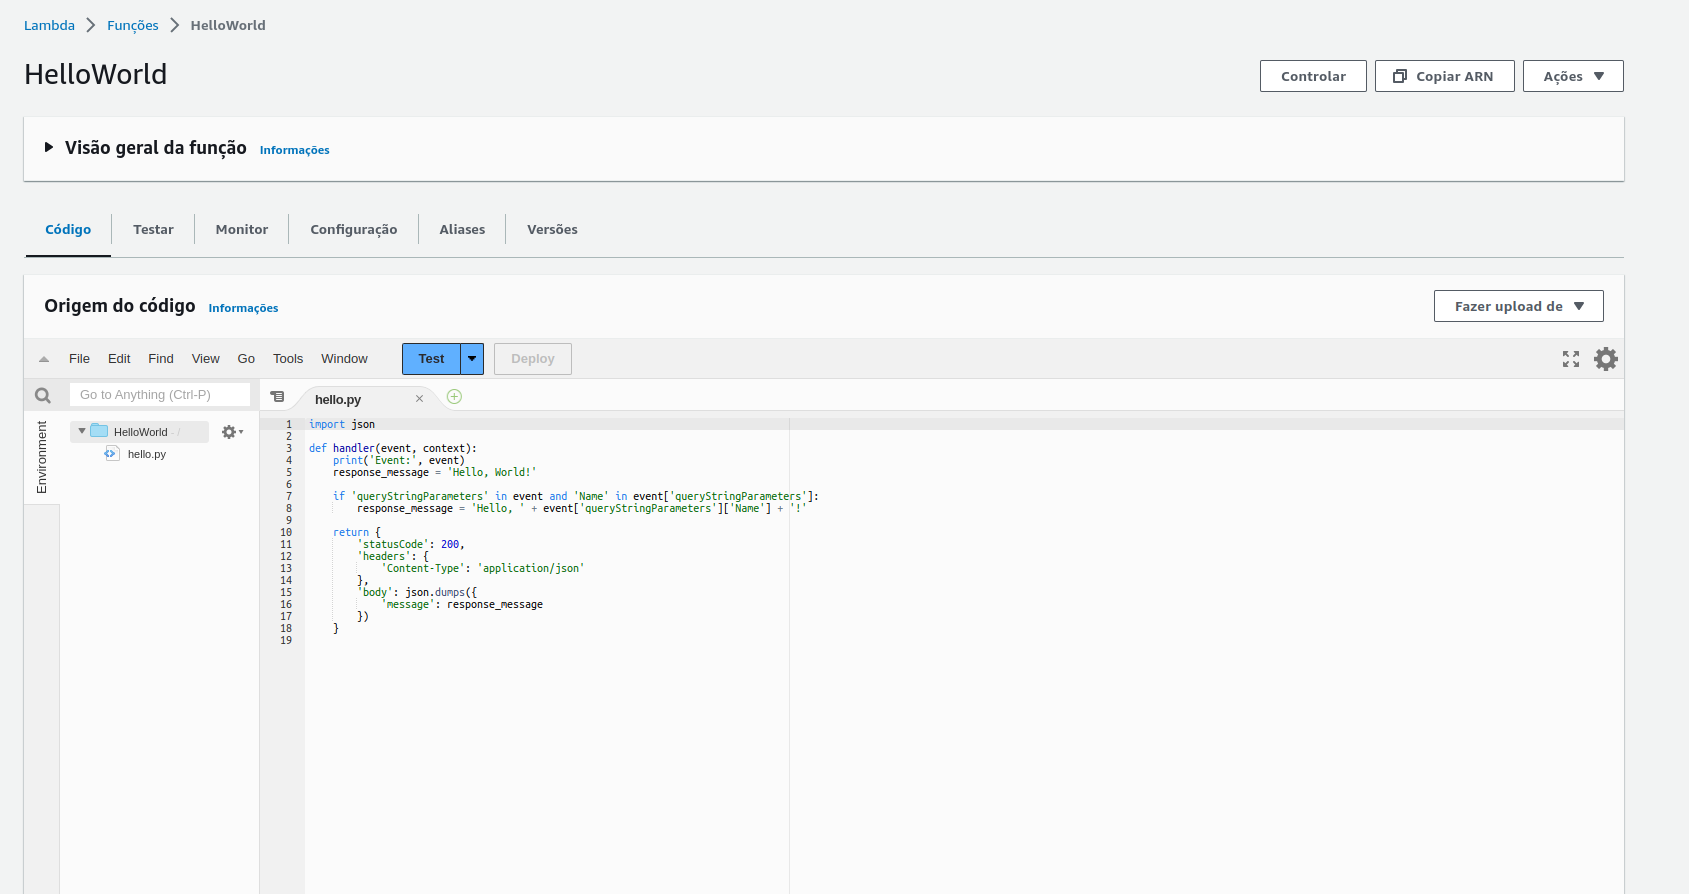 Lambda > Funções > HelloWorld
HelloWorld
Controlar
Copiar ARN
Ações
Visão geral da função Informações
Código
Testar
Monitor
Configuração
Aliases
Versões
Origem do código Informações
Fazer upload de
File Edit Find View Go Tools Window
Test
Deploy
Go to Anything (Ctrl-P)
hello.py
Environment
HelloWorld - /
hello.py
1 import json
2
3 def handler(event, context):
4     print('Event:', event)
5     response_message = 'Hello, World!'
6
7     if 'queryStringParameters' in event and 'Name' in event['queryStringParameters']:
8         response_message = 'Hello, ' + event['queryStringParameters']['Name'] + '!'
9
10     return {
11         'statusCode': 200,
12         'headers': {
13             'Content-Type': 'application/json'
14         },
15         'body': json.dumps({
16             'message': response_message
17         })
18     }
19